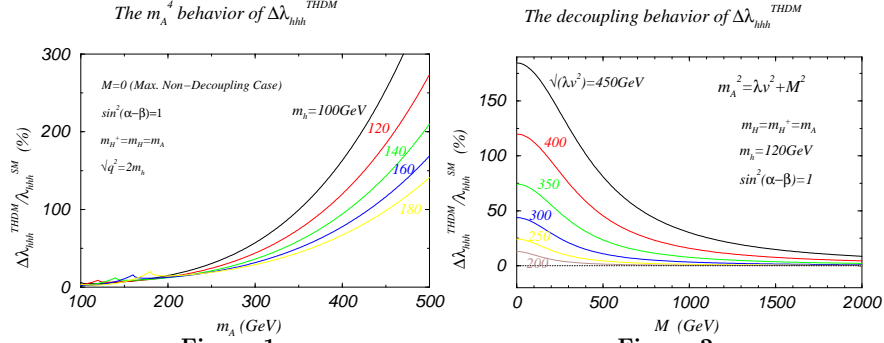 The m_A^4 behavior of Δλ_hhh^THDM
300
200
100
0
100
200
300
400
500
Δλ_hhh^THDM/λ_hhh^SM (%)
m_A (GeV)
M=0 (Max. Non−Decoupling Case)
sin²(α−β)=1
m_H^+=m_H=m_A
√q²=2m_h
m_h=100GeV
120
140
160
180
The decoupling behavior of Δλ_hhh^THDM
150
100
50
0
0
500
1000
1500
2000
Δλ_hhh^THDM/λ_hhh^SM (%)
M (GeV)
√(λv²)=450GeV
400
350
300
250
200
m_A²=λv²+M²
m_H=m_H^+=m_A
m_h=120GeV
sin²(α−β)=1